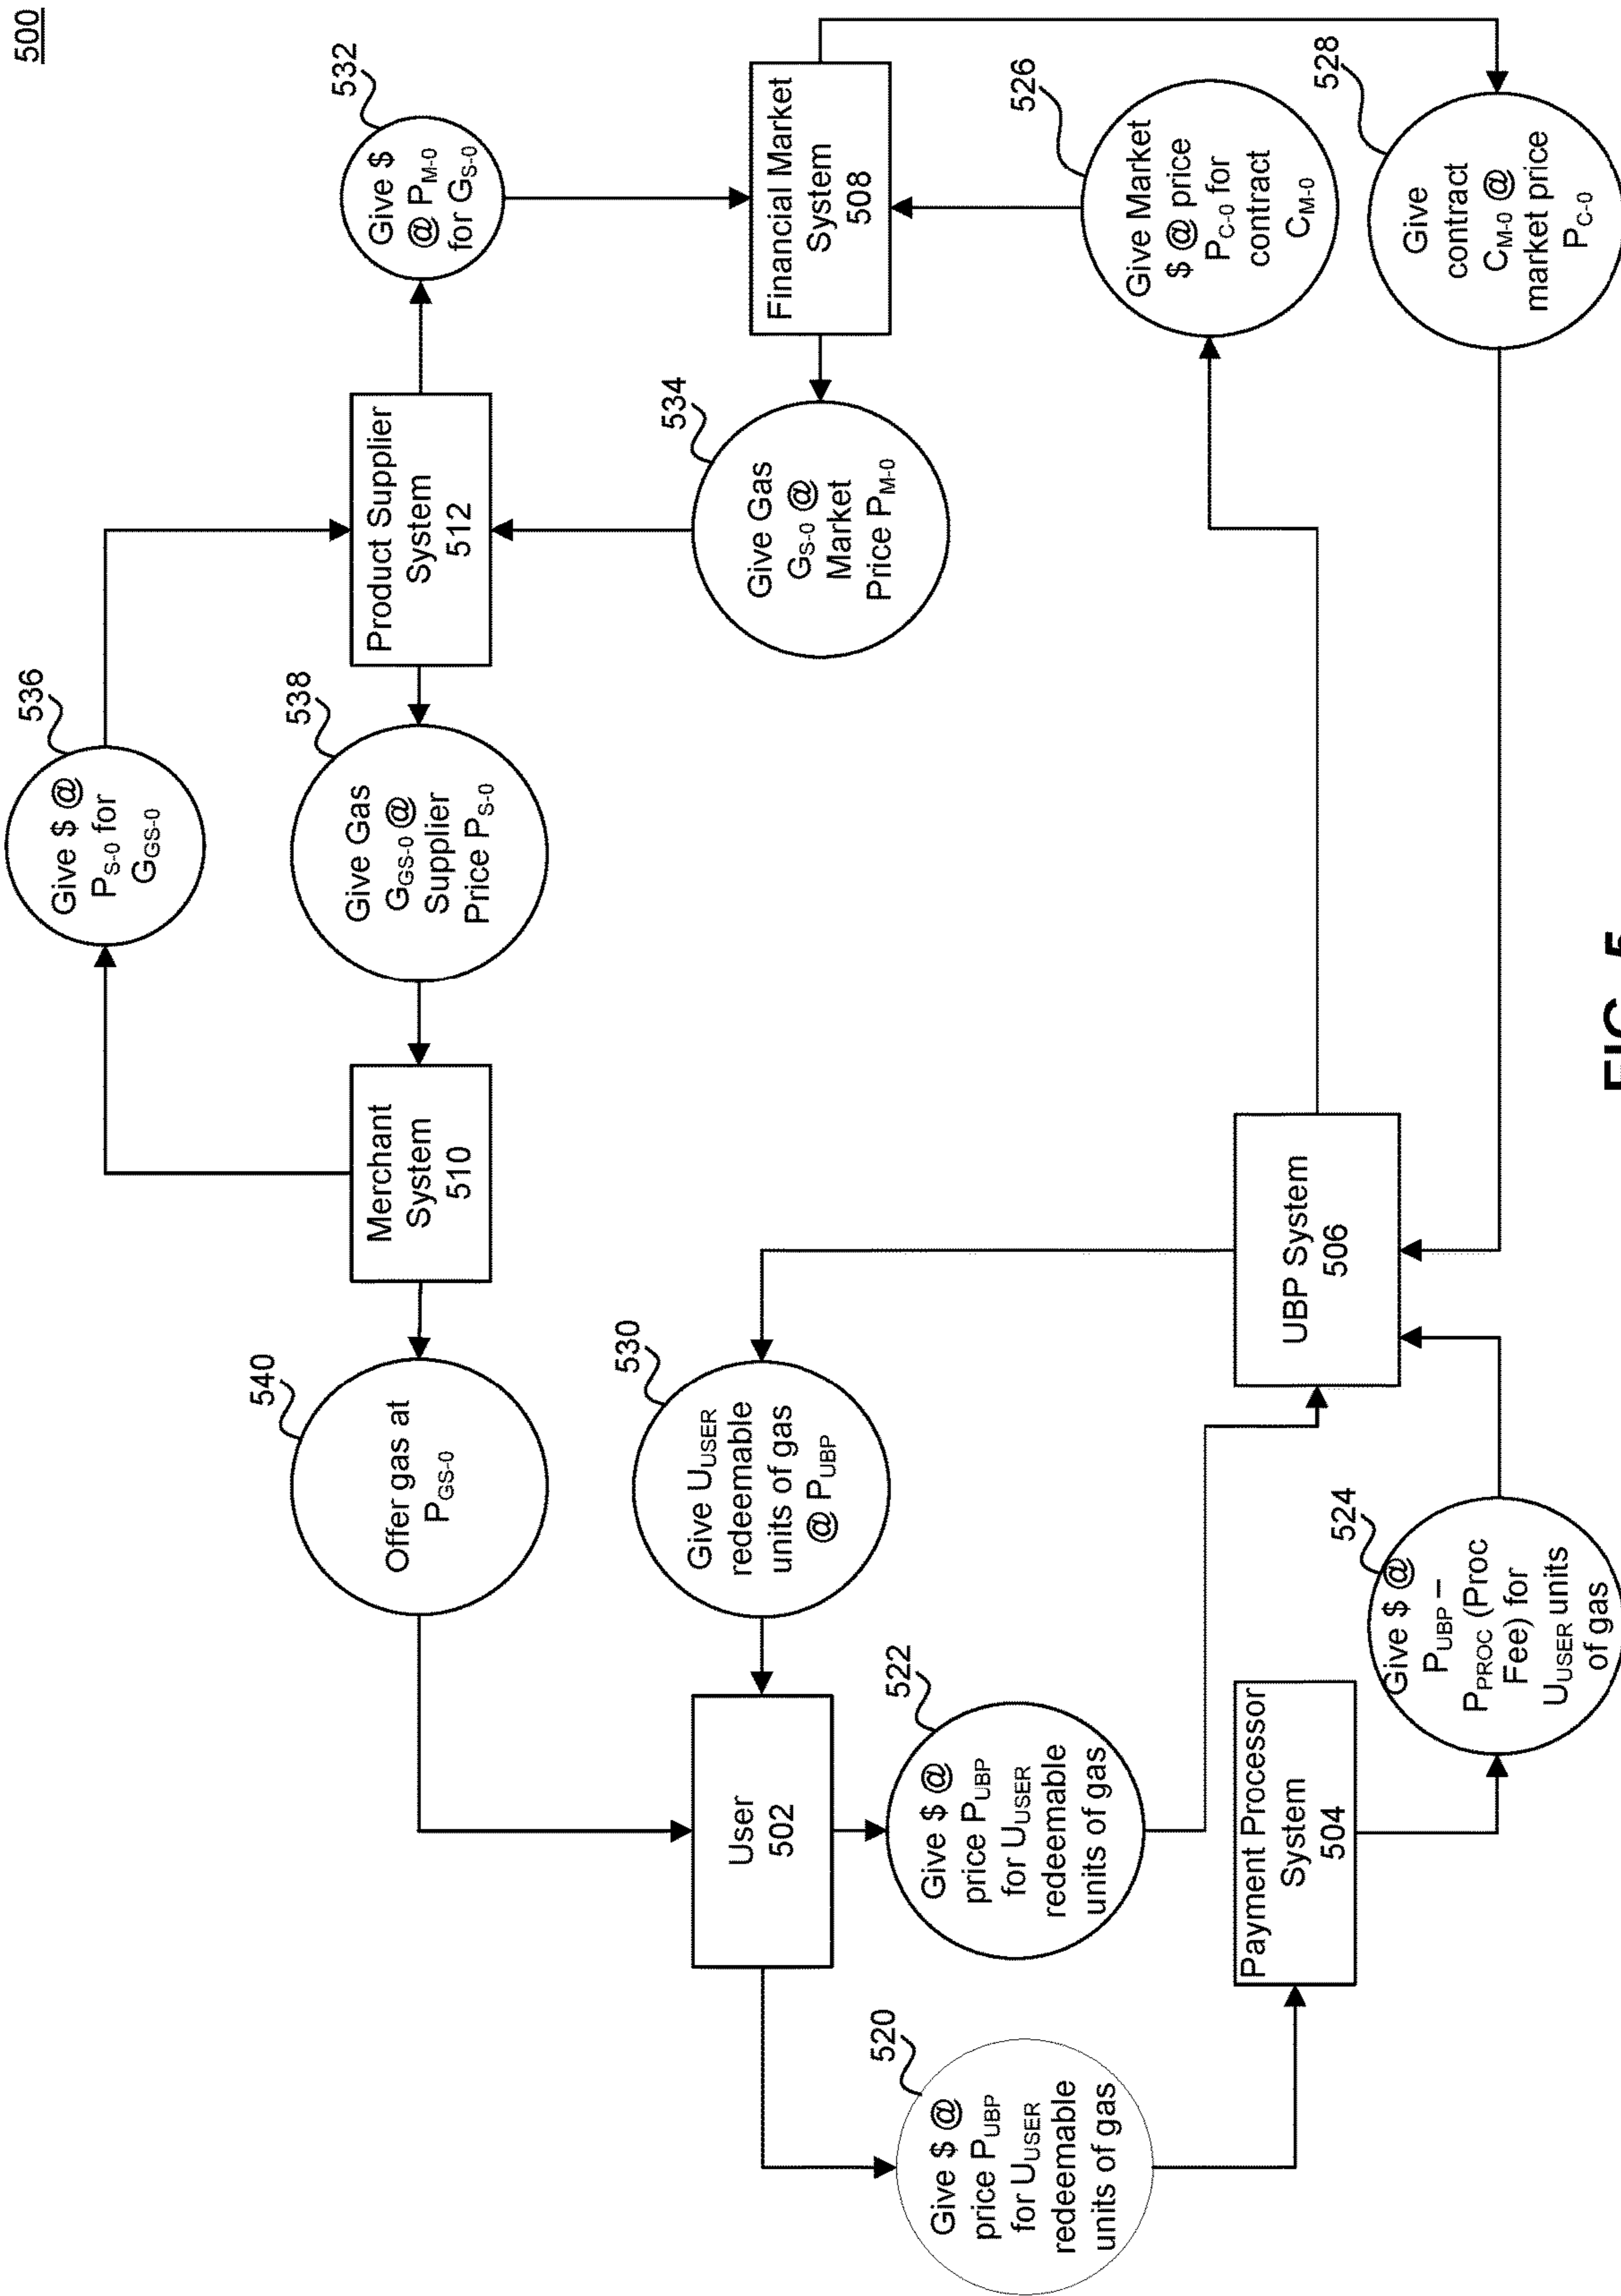 500
536
Give $ @
PS-0 for
GGS-0
532
Give $
@ PM-0
for GS-0
540
Offer gas at
PGS-0
Merchant
System
510
538
Give Gas
GGS-0 @
Supplier
Price PS-0
Product Supplier
System
512
530
Give UUSER
redeemable
units of gas
@ PUBP
534
Give Gas
GS-0 @
Market
Price PM-0
Financial Market
System
508
User
502
520
Give $ @
price PUBP
for UUSER
redeemable
units of gas
522
Give $ @
price PUBP
for UUSER
redeemable
units of gas
526
Give Market
$ @ price
PC-0 for
contract
CM-0
Payment Processor
System
504
UBP System
506
524
Give $ @
PUBP –
PPROC (Proc
Fee) for
UUSER units
of gas
528
Give
contract
CM-0 @
market price
PC-0
FIG. 5